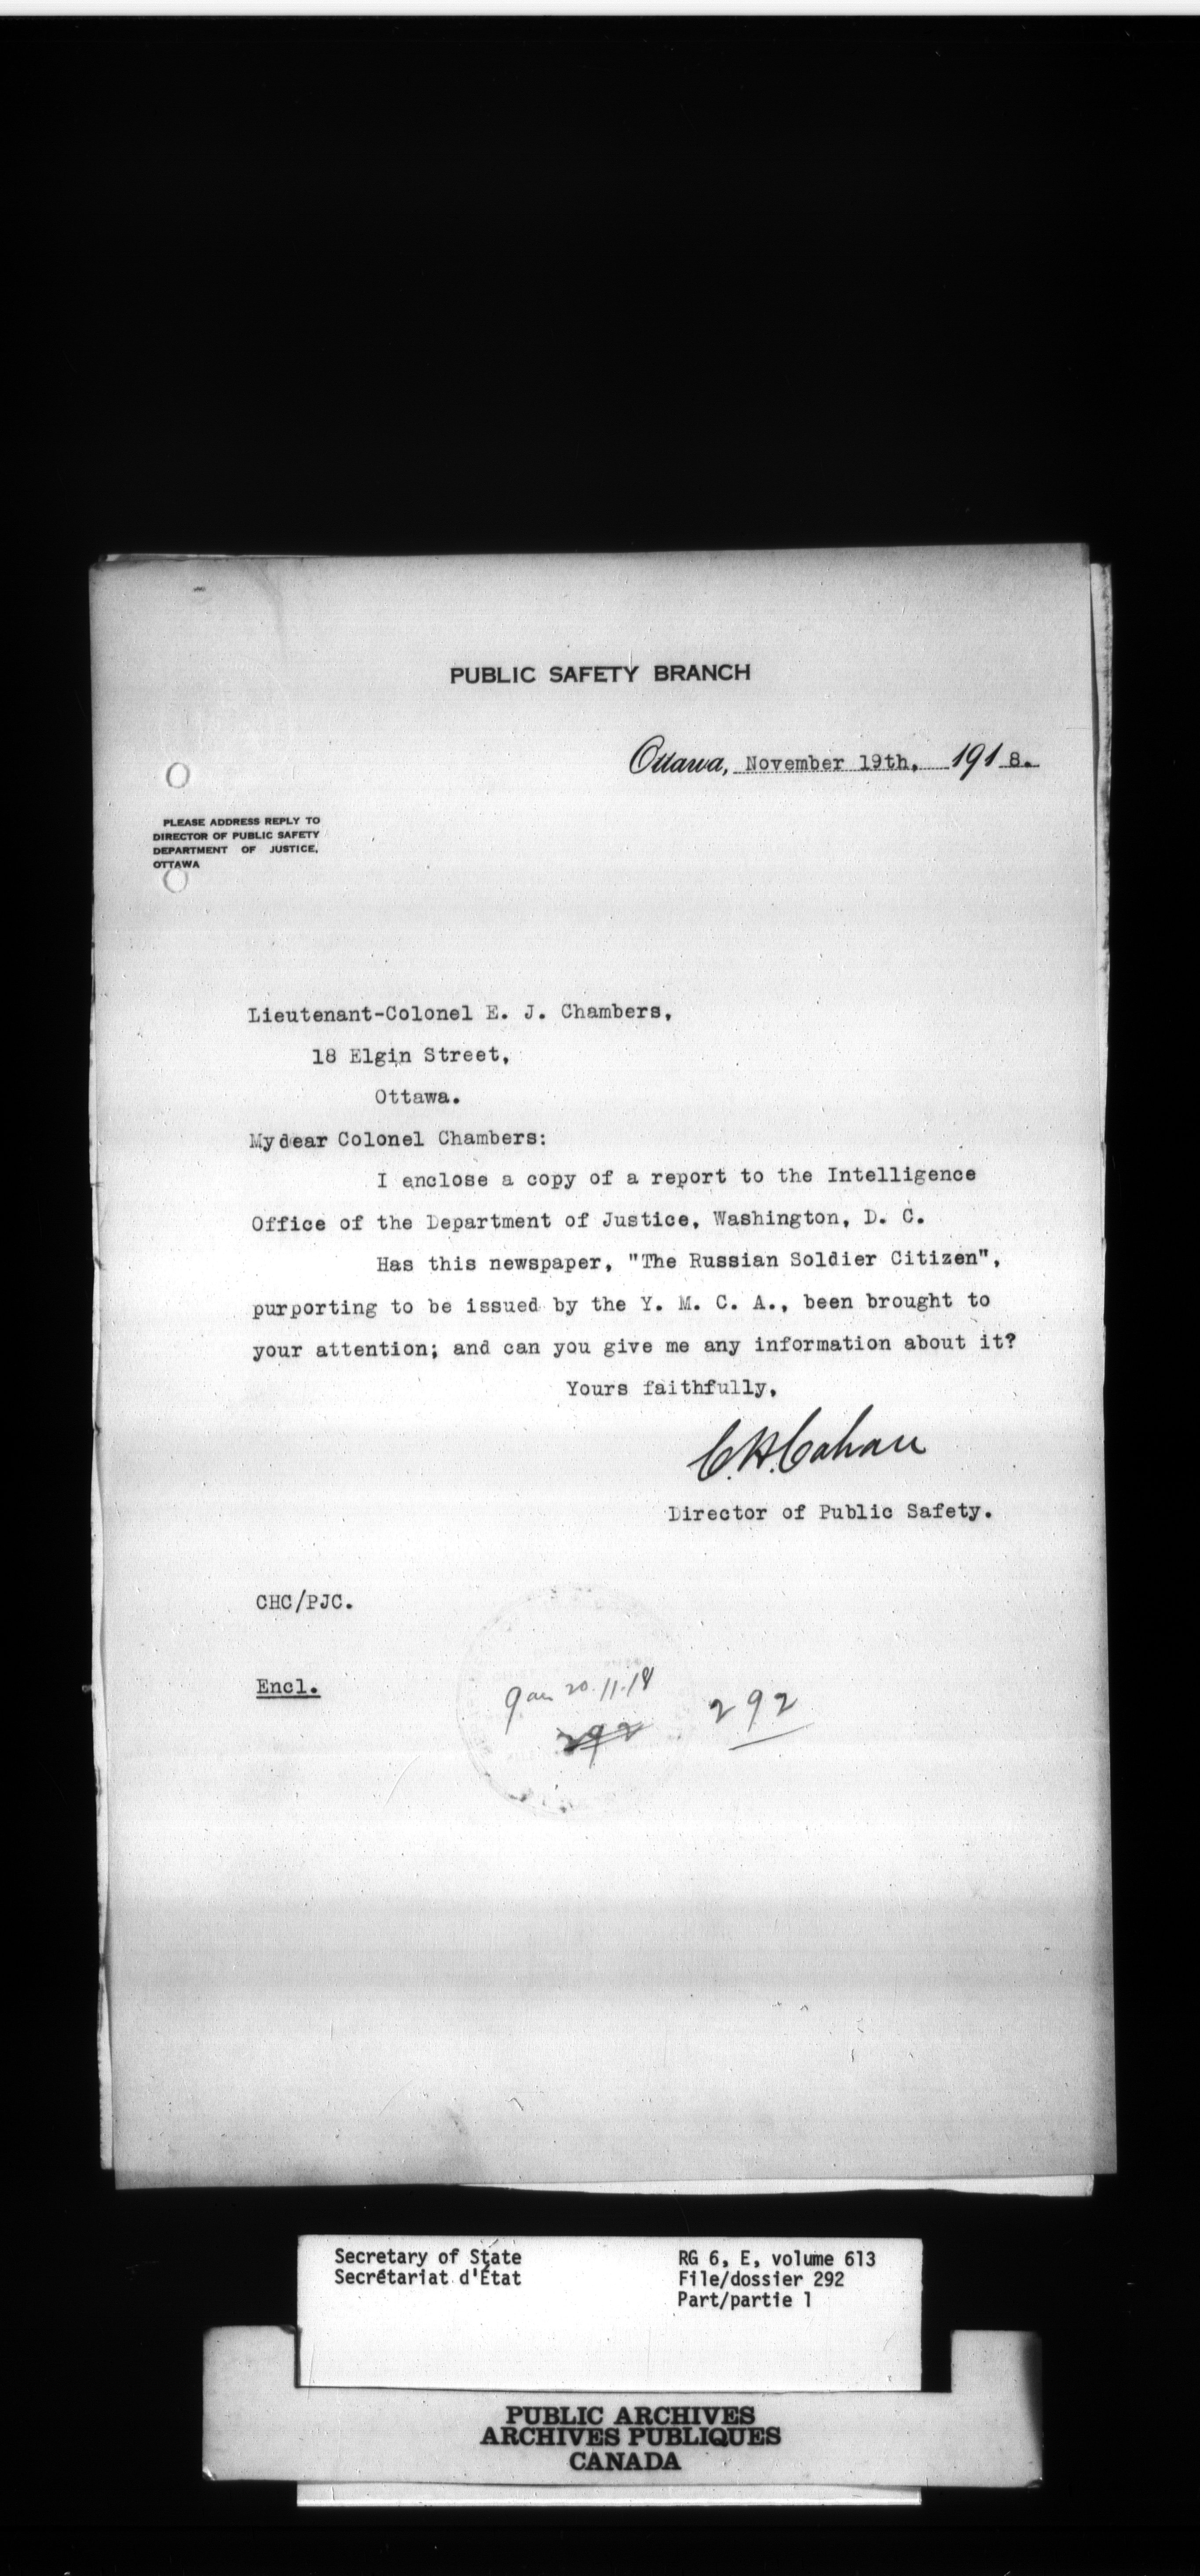 PUBLIC SAFETY BRANCH
Ottawa, November 19th, 1918.
PLEASE ADDRESS REPLY TO
DIRECTOR OF PUBLIC SAFETY
DEPARTMENT OF JUSTICE,
OTTAWA
Lieutenant-Colonel E. J. Chambers,
18 Elgin Street,
Ottawa.
My dear Colonel Chambers:
I enclose a copy of a report to the Intelligence
Office of the Department of Justice, Washington, D. C.
Has this newspaper, "The Russian Soldier Citizen",
purporting to be issued by the Y. M. C. A., been brought to
your attention; and can you give me any information about it?
Yours faithfully,
C.H.Cahan
Director of Public Safety.
CHC/PJC.
Encl.
20.11.18
292
292
Secretary of State
Secrétariat d'État
RG 6, E, volume 613
File/dossier 292
Part/partie 1
PUBLIC ARCHIVES
ARCHIVES PUBLIQUES
CANADA